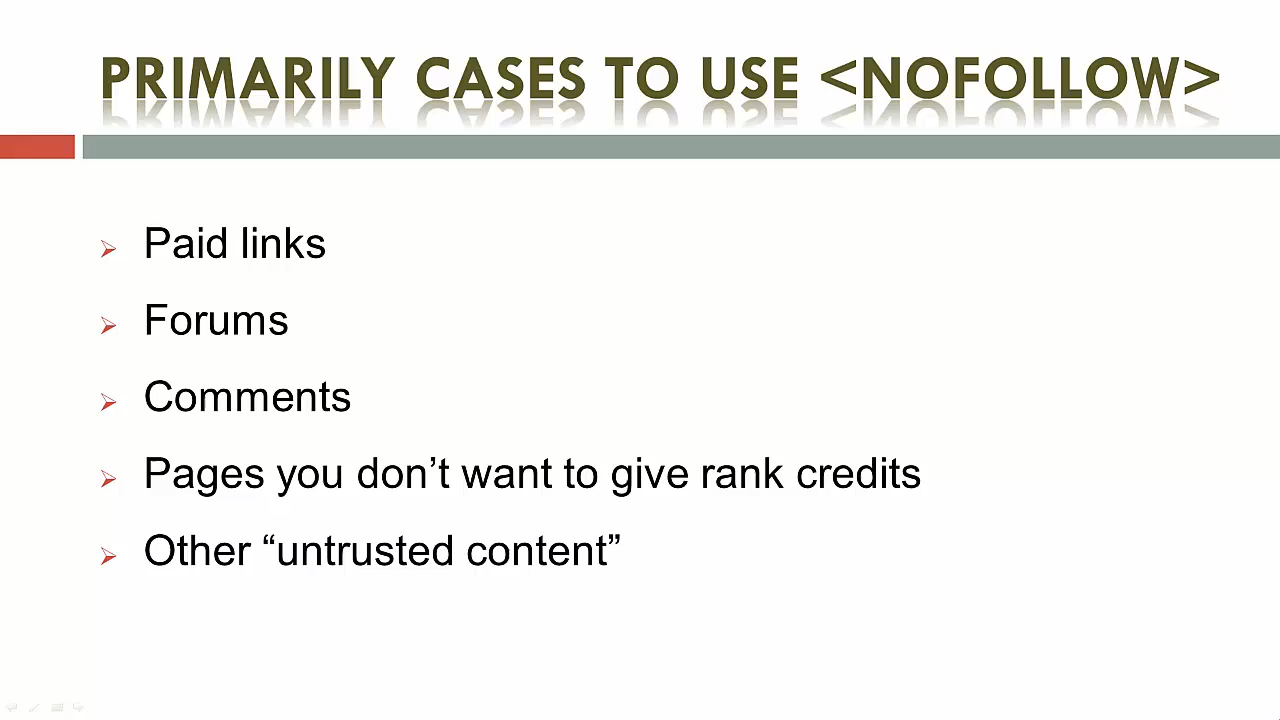 PRIMARILY CASES TO USE <NOFOLLOW>
Paid links
Forums
Comments
Pages you don’t want to give rank credits
Other “untrusted content”